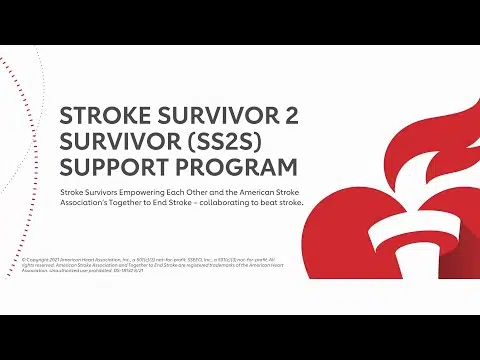 STROKE SURVIVOR 2
SURVIVOR (SS2S)
SUPPORT PROGRAM
Stroke Survivors Empowering Each Other and the American Stroke
Association's Together to End Stroke – collaborating to beat stroke.
© Copyright 2021 American Heart Association, Inc., a 501(c)(3) not-for-profit. SSEEO, Inc., a 501(c)(3) not-for-profit. All
rights reserved. American Stroke Association and Together to End Stroke are registered trademarks of the American Heart
Association. Unauthorized use prohibited.